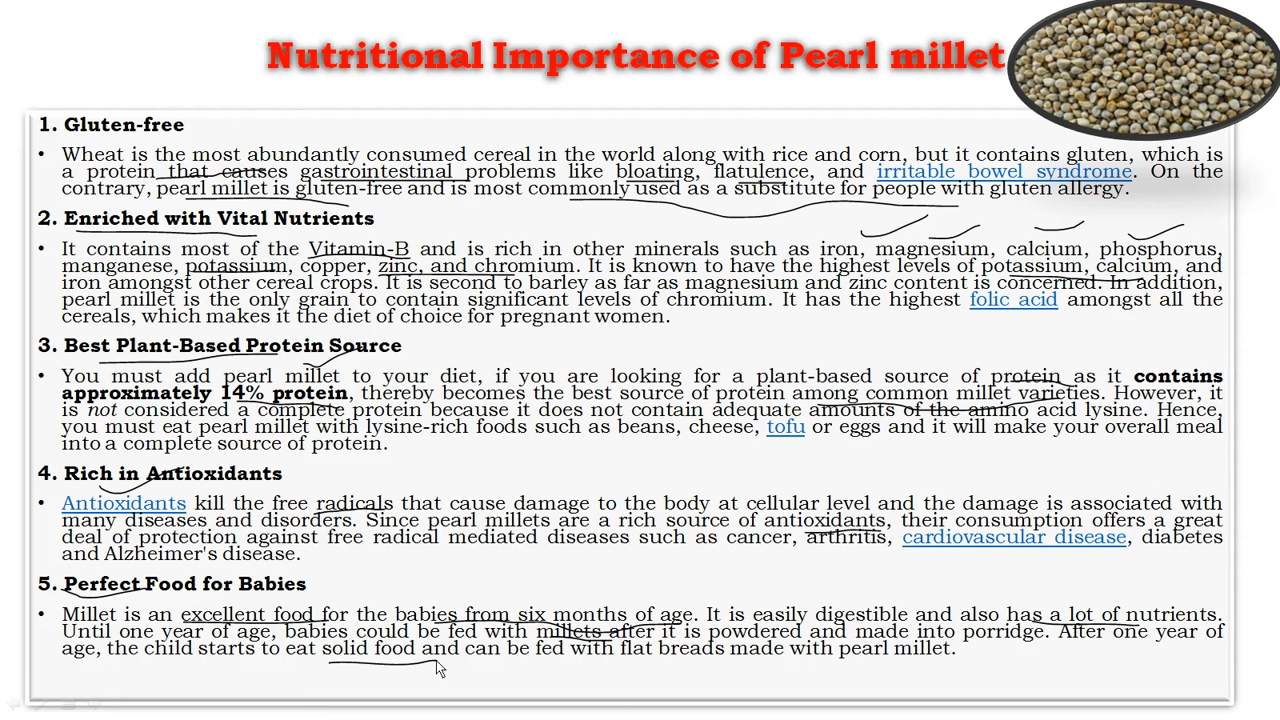 Nutritional Importance of Pearl millet
1. Gluten-free
• Wheat is the most abundantly consumed cereal in the world along with rice and corn, but it contains gluten, which is
a protein that causes gastrointestinal problems like bloating, flatulence, and irritable bowel syndrome. On the
contrary, pearl millet is gluten-free and is most commonly used as a substitute for people with gluten allergy.
2. Enriched with Vital Nutrients
• It contains most of the Vitamin-B and is rich in other minerals such as iron, magnesium, calcium, phosphorus,
manganese, potassium, copper, zinc, and chromium. It is known to have the highest levels of potassium, calcium, and
iron amongst other cereal crops. It is second to barley as far as magnesium and zinc content is concerned. In addition,
pearl millet is the only grain to contain significant levels of chromium. It has the highest folic acid amongst all the
cereals, which makes it the diet of choice for pregnant women.
3. Best Plant-Based Protein Source
• You must add pearl millet to your diet, if you are looking for a plant-based source of protein as it contains
approximately 14% protein, thereby becomes the best source of protein among common millet varieties. However, it
is not considered a complete protein because it does not contain adequate amounts of the amino acid lysine. Hence,
you must eat pearl millet with lysine-rich foods such as beans, cheese, tofu or eggs and it will make your overall meal
into a complete source of protein.
4. Rich in Antioxidants
• Antioxidants kill the free radicals that cause damage to the body at cellular level and the damage is associated with
many diseases and disorders. Since pearl millets are a rich source of antioxidants, their consumption offers a great
deal of protection against free radical mediated diseases such as cancer, arthritis, cardiovascular disease, diabetes
and Alzheimer's disease.
5. Perfect Food for Babies
• Millet is an excellent food for the babies from six months of age. It is easily digestible and also has a lot of nutrients.
Until one year of age, babies could be fed with millets after it is powdered and made into porridge. After one year of
age, the child starts to eat solid food and can be fed with flat breads made with pearl millet.